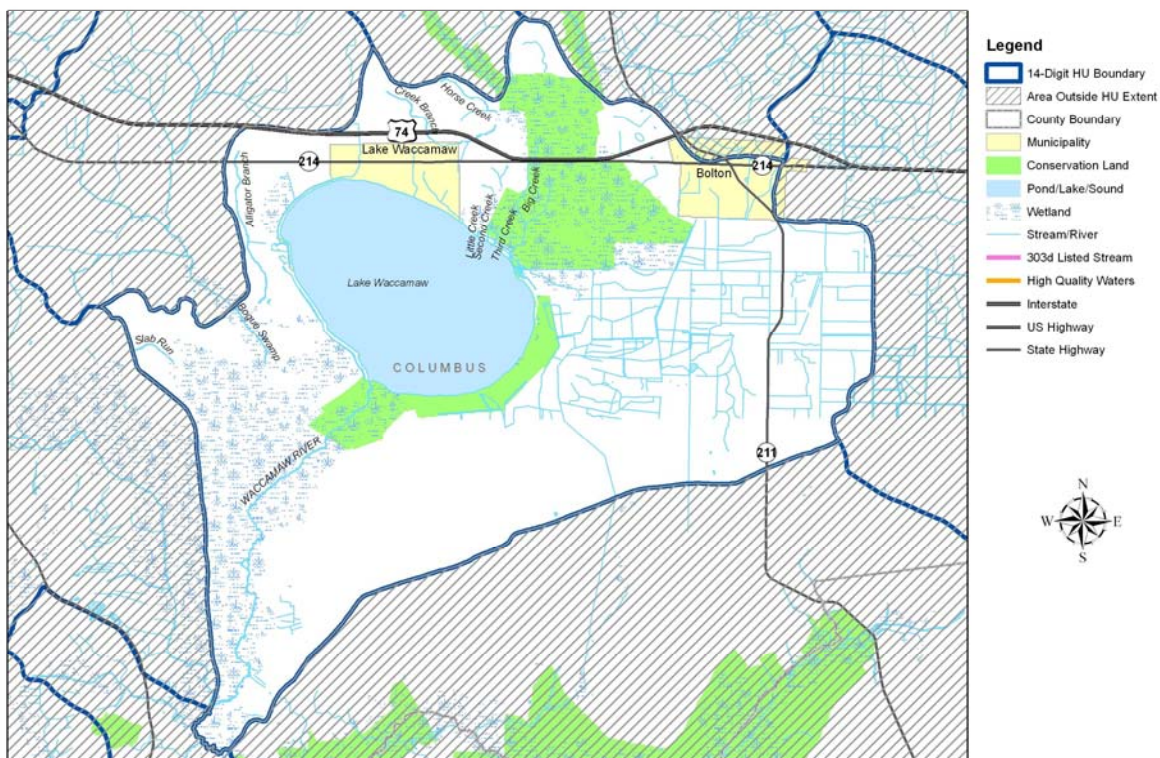 Horse Creek
Creek Branch
74
Lake Waccamaw
214
214
Bolton
Alligator Branch
Big Creek
Little Creek
Second Creek
Third Creek
Lake Waccamaw
Bogue Swamp
Slab Run
COLUMBUS
WACCAMAW RIVER
211
Legend
14-Digit HU Boundary
Area Outside HU Extent
County Boundary
Municipality
Conservation Land
Pond/Lake/Sound
Wetland
Stream/River
303d Listed Stream
High Quality Waters
Interstate
US Highway
State Highway
N
W E
S